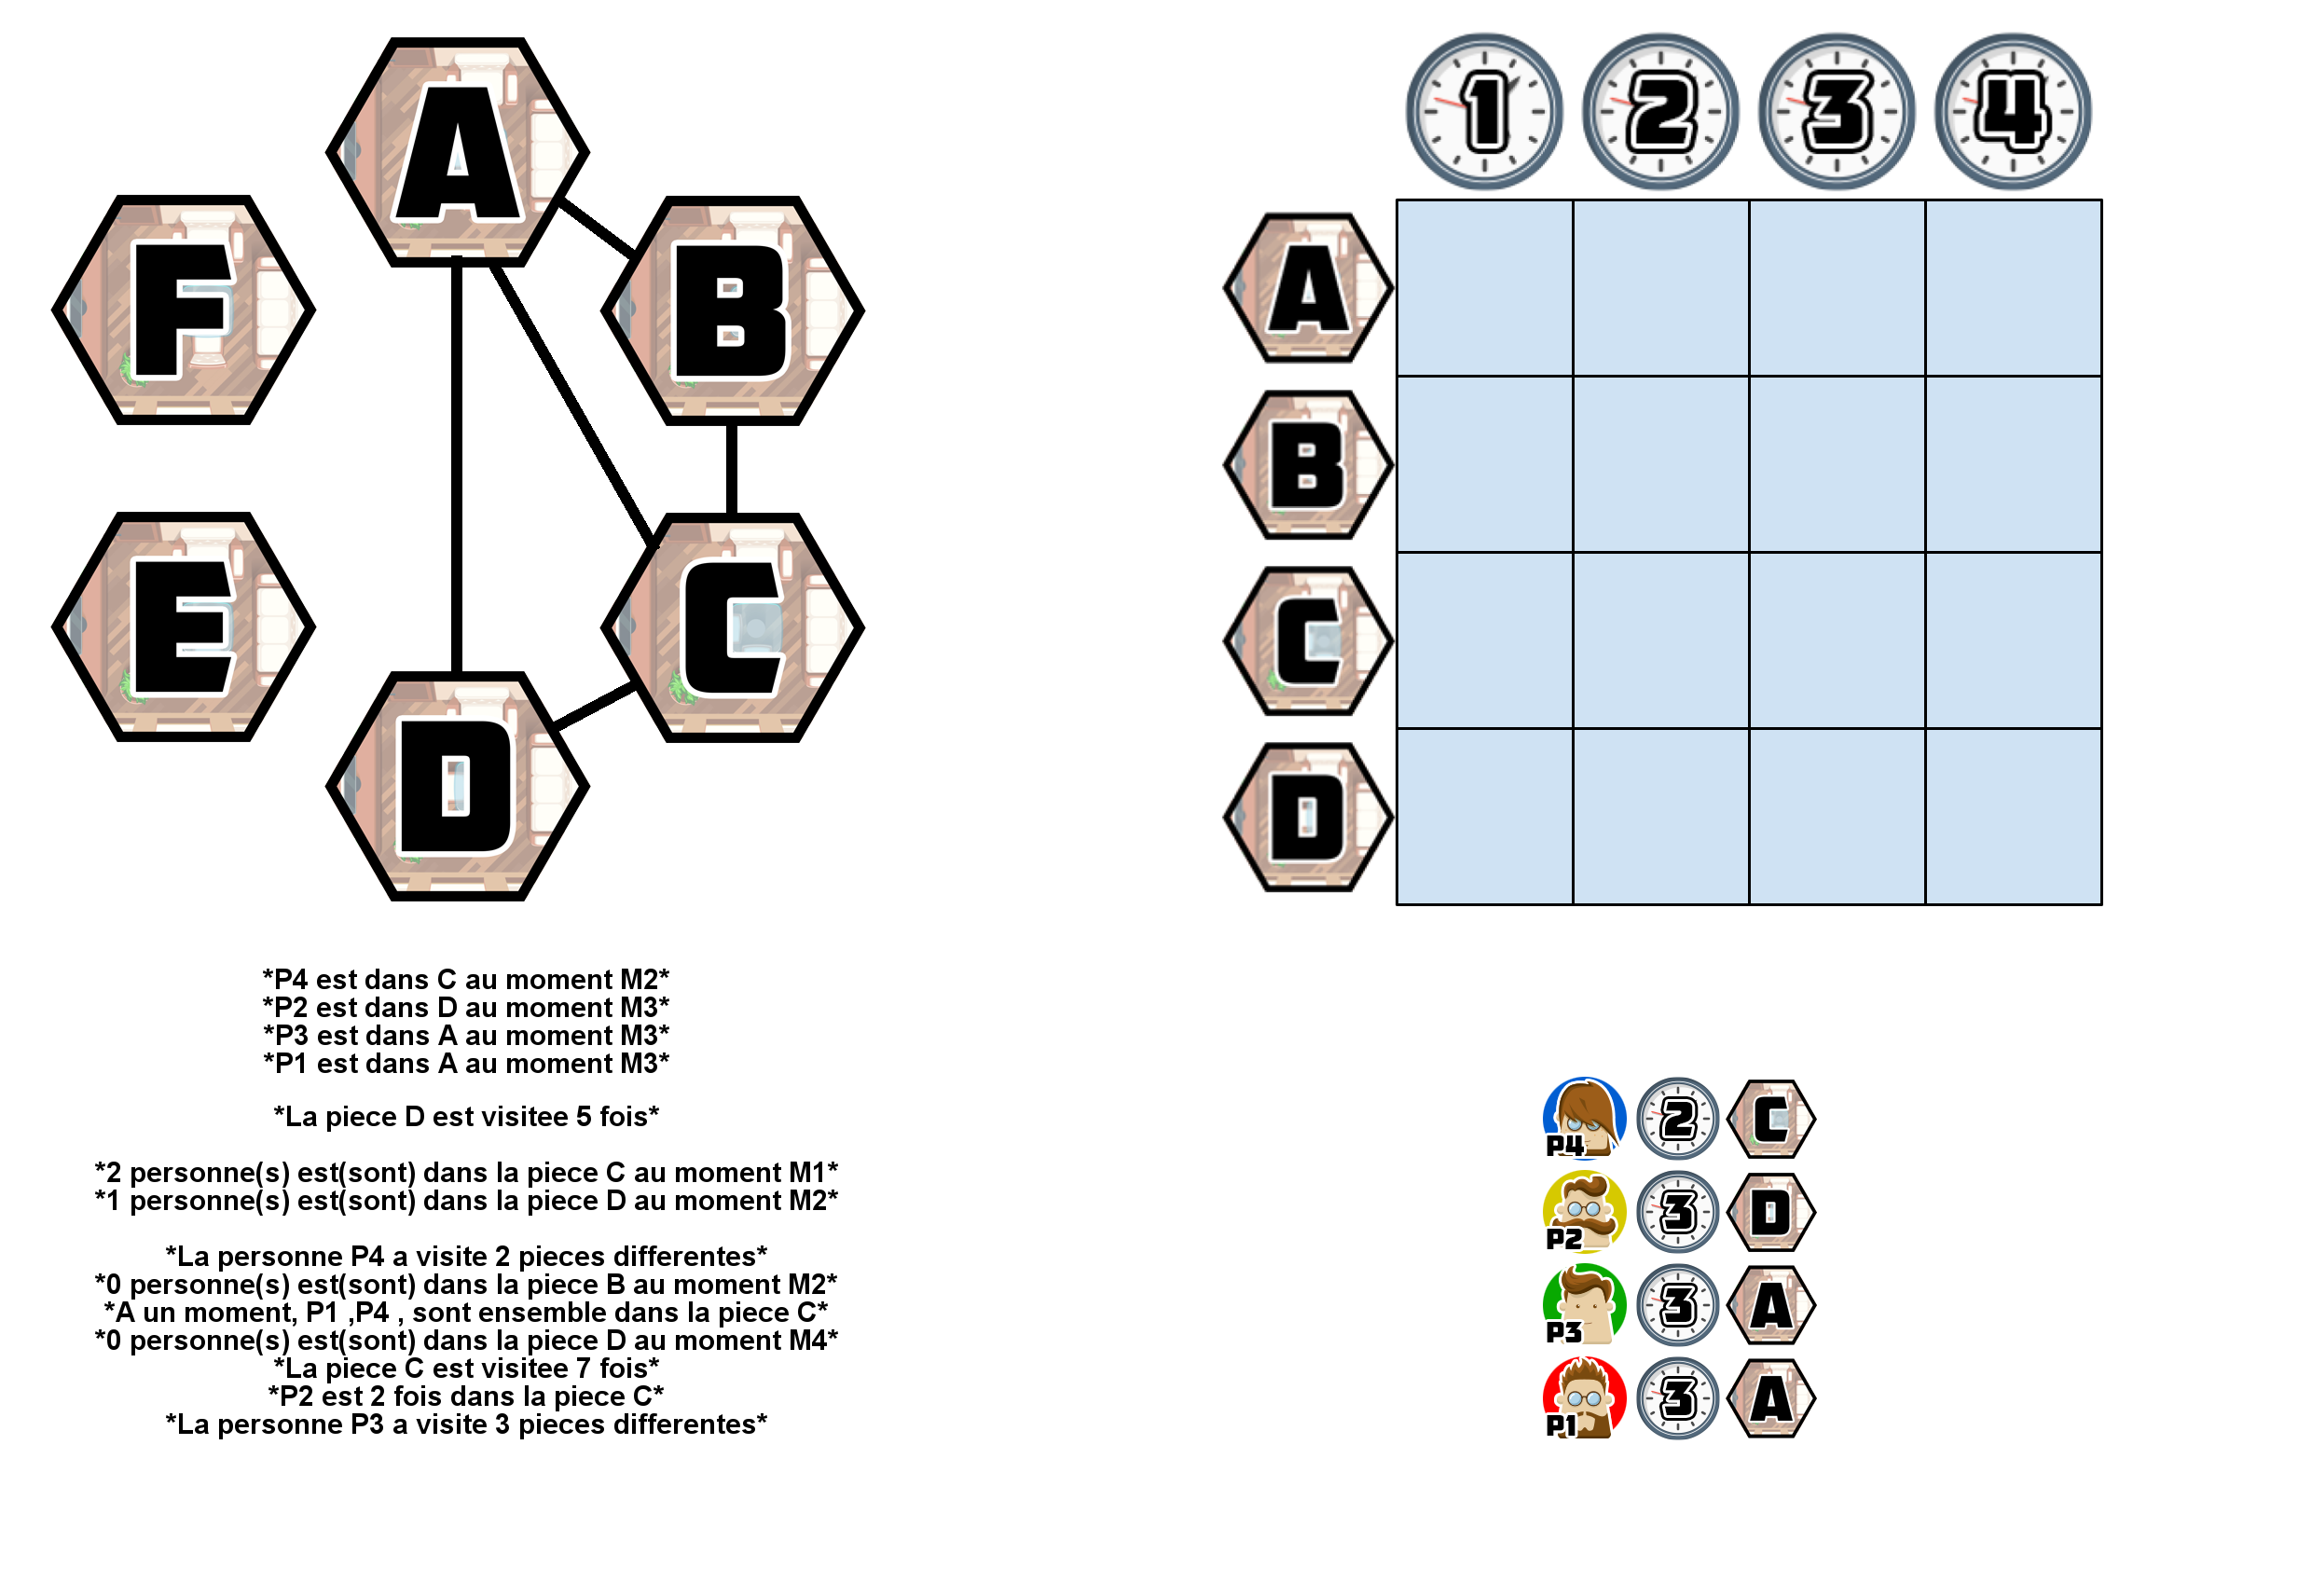 A
B
C
D
E
F
1 2 3 4
A
B
C
D
*P4 est dans C au moment M2*
*P2 est dans D au moment M3*
*P3 est dans A au moment M3*
*P1 est dans A au moment M3*
*La piece D est visitee 5 fois*
*2 personne(s) est(sont) dans la piece C au moment M1*
*1 personne(s) est(sont) dans la piece D au moment M2*
*La personne P4 a visite 2 pieces differentes*
*0 personne(s) est(sont) dans la piece B au moment M2*
*A un moment, P1 ,P4 , sont ensemble dans la piece C*
*0 personne(s) est(sont) dans la piece D au moment M4*
*La piece C est visitee 7 fois*
*P2 est 2 fois dans la piece C*
*La personne P3 a visite 3 pieces differentes*
P4 2 C
P2 3 D
P3 3 A
P1 3 A